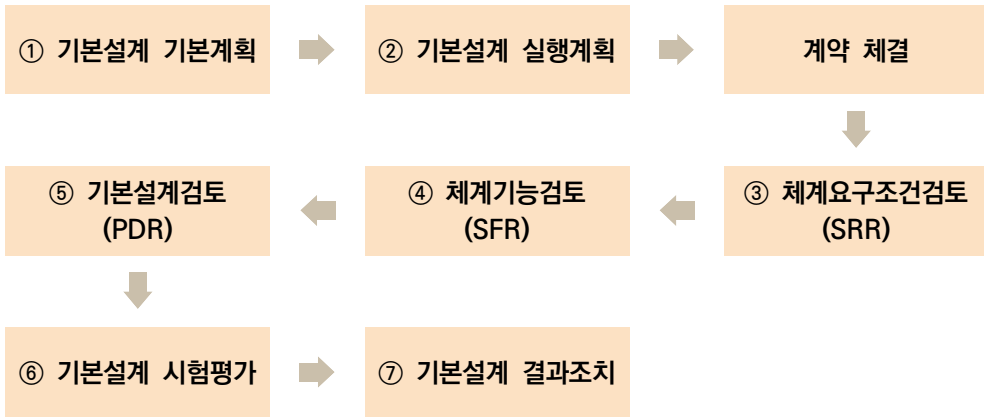 ① 기본설계 기본계획
② 기본설계 실행계획
계약 체결
③ 체계요구조건검토
(SRR)
④ 체계기능검토
(SFR)
⑤ 기본설계검토
(PDR)
⑥ 기본설계 시험평가
⑦ 기본설계 결과조치